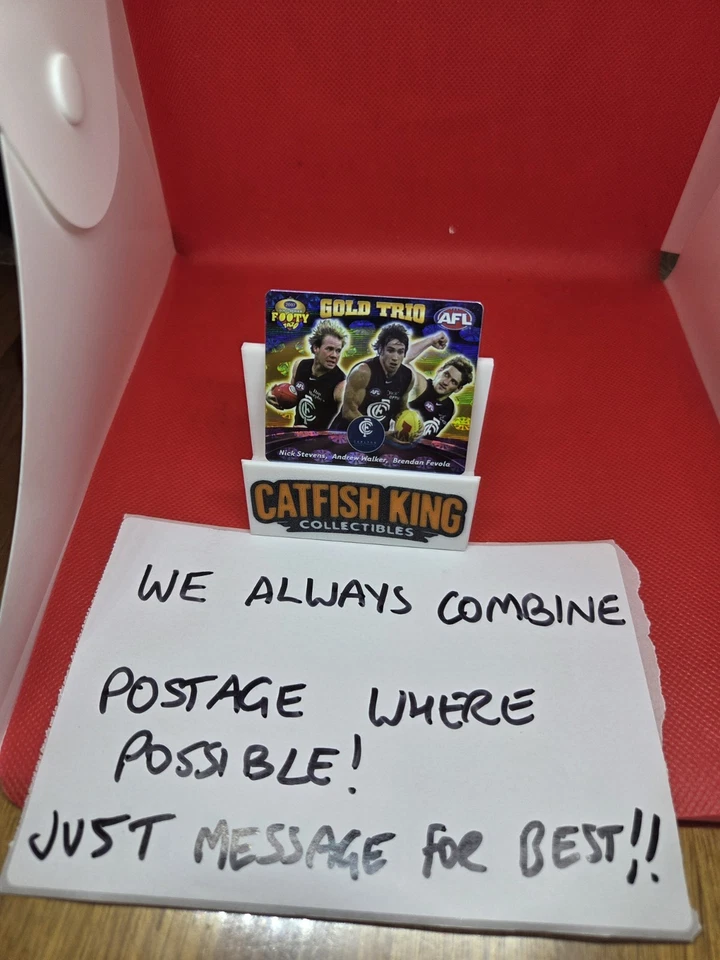 FOOTY
GOLD TRIO
AFL
Nick Stevens, Andrew Walker, Brendan Fevola
CATFISH KING
COLLECTIBLES
WE ALWAYS COMBINE
POSTAGE WHERE
POSSIBLE!
JUST MESSAGE FOR BEST!!